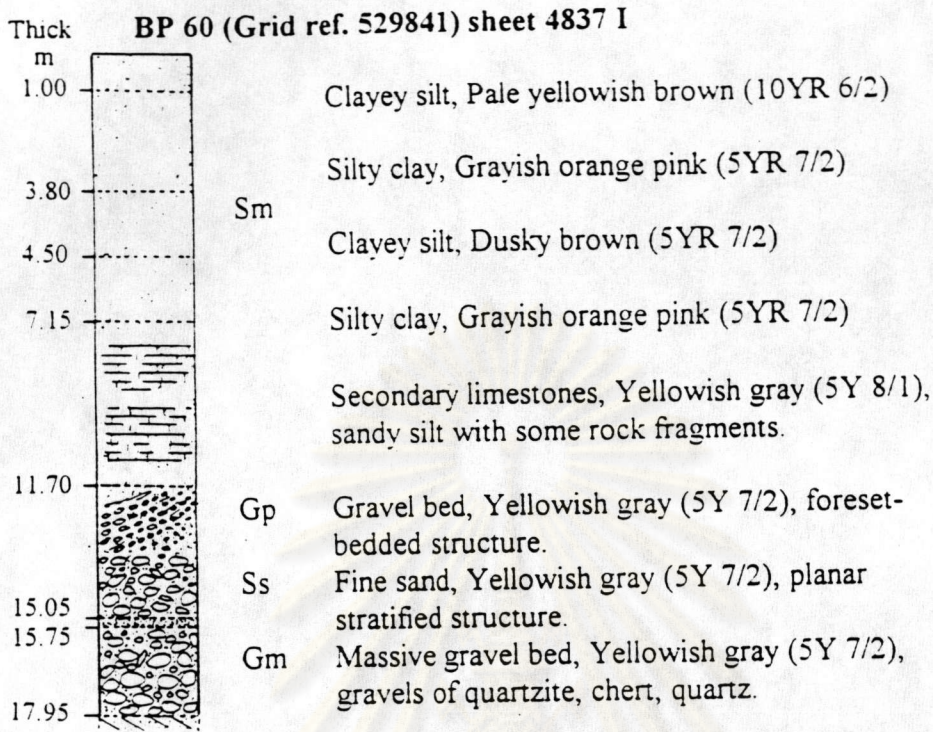 BP 60 (Grid ref. 529841) sheet 4837 I
Thick
m
1.00
Clayey silt, Pale yellowish brown (10YR 6/2)
Silty clay, Grayish orange pink (5YR 7/2)
3.80
Sm
Clayey silt, Dusky brown (5YR 7/2)
4.50
7.15
Silty clay, Grayish orange pink (5YR 7/2)
Secondary limestones, Yellowish gray (5Y 8/1),
sandy silt with some rock fragments.
11.70
Gp
Gravel bed, Yellowish gray (5Y 7/2), foreset-
bedded structure.
Ss
Fine sand, Yellowish gray (5Y 7/2), planar
stratified structure.
15.05
15.75
Gm
Massive gravel bed, Yellowish gray (5Y 7/2),
gravels of quartzite, chert, quartz.
17.95